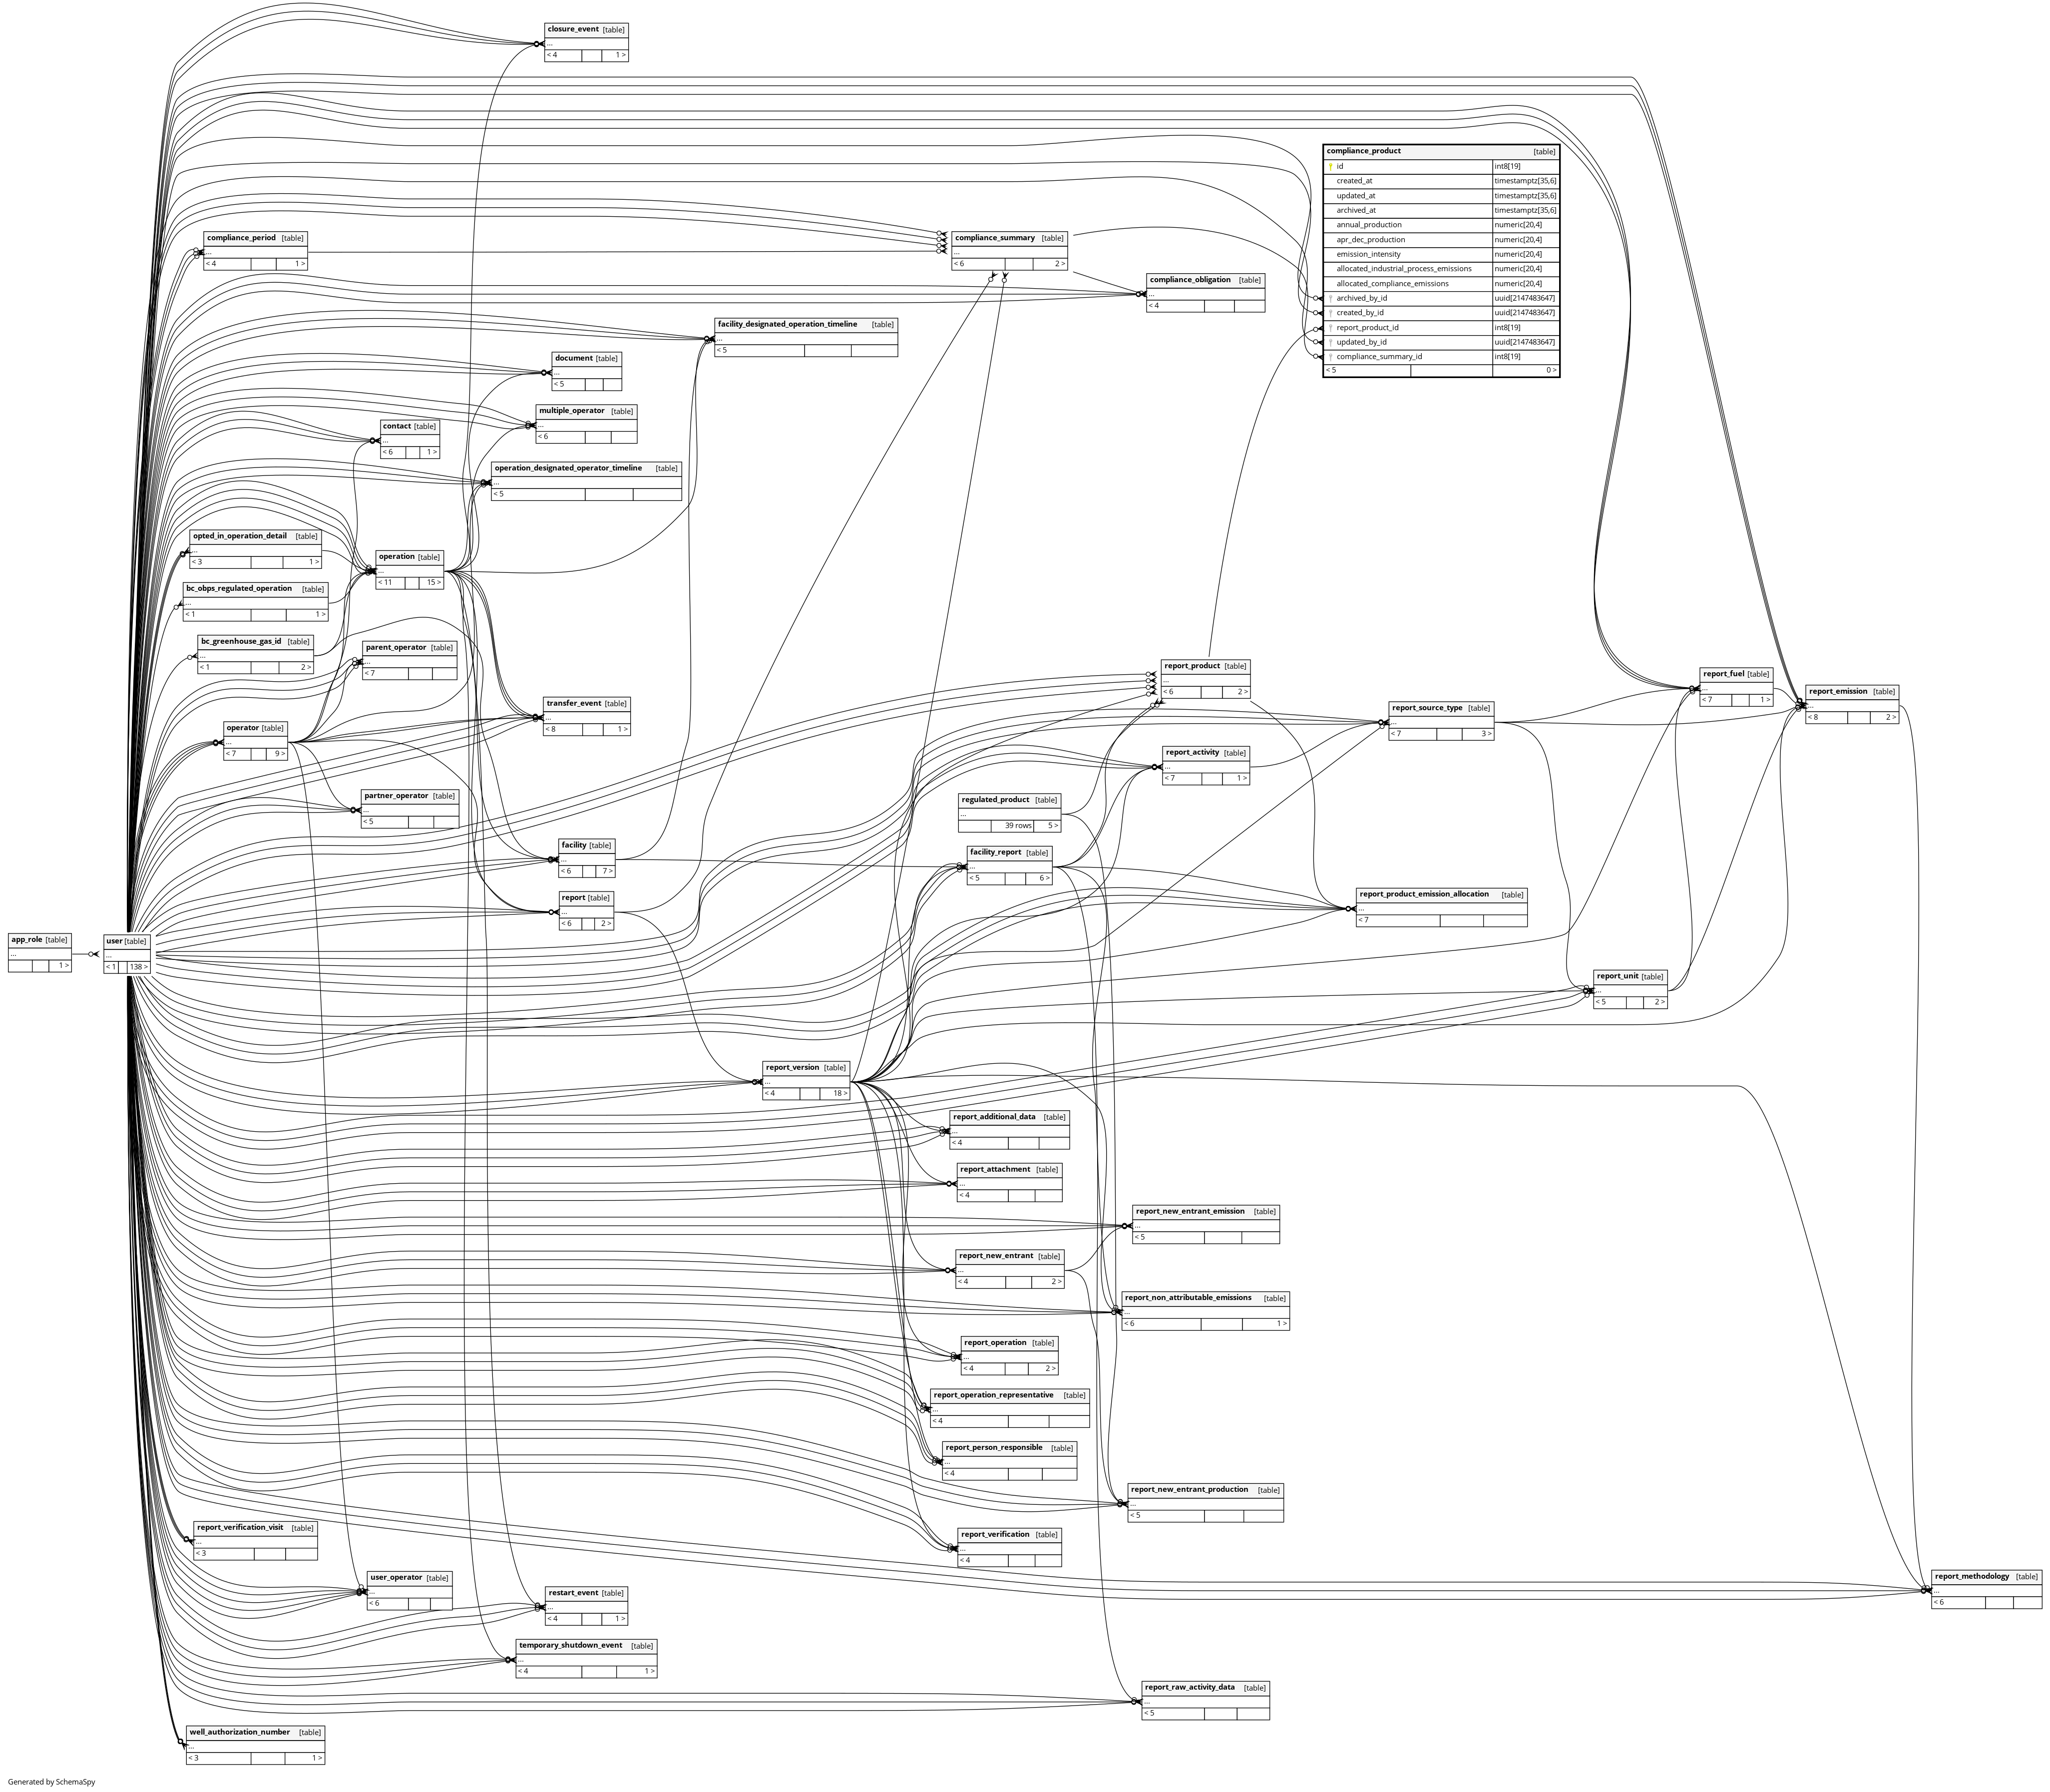 closure_event [table]
...
< 4 1 >
compliance_product [table]
id int8[19]
created_at timestamptz[35,6]
updated_at timestamptz[35,6]
archived_at timestamptz[35,6]
annual_production numeric[20,4]
apr_dec_production numeric[20,4]
emission_intensity numeric[20,4]
allocated_industrial_process_emissions numeric[20,4]
allocated_compliance_emissions numeric[20,4]
archived_by_id uuid[2147483647]
created_by_id uuid[2147483647]
report_product_id int8[19]
updated_by_id uuid[2147483647]
compliance_summary_id int8[19]
< 5 0 >
compliance_period [table]
...
< 4 1 >
compliance_summary [table]
...
< 6 2 >
compliance_obligation [table]
...
< 4
facility_designated_operation_timeline [table]
...
< 5
document [table]
...
< 5
multiple_operator [table]
...
< 6
contact [table]
...
< 6 1 >
operation_designated_operator_timeline [table]
...
< 5
opted_in_operation_detail [table]
...
< 3 1 >
operation [table]
...
< 11 15 >
bc_obps_regulated_operation [table]
...
< 1 1 >
bc_greenhouse_gas_id [table]
...
< 1 2 >
parent_operator [table]
...
< 7
report_product [table]
...
< 6 2 >
report_fuel [table]
...
< 7 1 >
report_emission [table]
...
< 8 2 >
transfer_event [table]
...
< 8 1 >
report_source_type [table]
...
< 7 3 >
operator [table]
...
< 7 9 >
report_activity [table]
...
< 7 1 >
partner_operator [table]
...
< 5
regulated_product [table]
...
39 rows 5 >
facility [table]
...
< 6 7 >
facility_report [table]
...
< 5 6 >
report [table]
...
< 6 2 >
report_product_emission_allocation [table]
...
< 7
app_role [table]
...
1 >
user [table]
...
< 1 138 >
report_unit [table]
...
< 5 2 >
report_version [table]
...
< 4 18 >
report_additional_data [table]
...
< 4
report_attachment [table]
...
< 4
report_new_entrant_emission [table]
...
< 5
report_new_entrant [table]
...
< 4 2 >
report_non_attributable_emissions [table]
...
< 6 1 >
report_operation [table]
...
< 4 2 >
report_operation_representative [table]
...
< 4
report_person_responsible [table]
...
< 4
report_new_entrant_production [table]
...
< 5
report_verification_visit [table]
...
< 3
report_verification [table]
...
< 4
user_operator [table]
...
< 6
restart_event [table]
...
< 4 1 >
report_methodology [table]
...
< 6
temporary_shutdown_event [table]
...
< 4 1 >
report_raw_activity_data [table]
...
< 5
well_authorization_number [table]
...
< 3 1 >
Generated by SchemaSpy